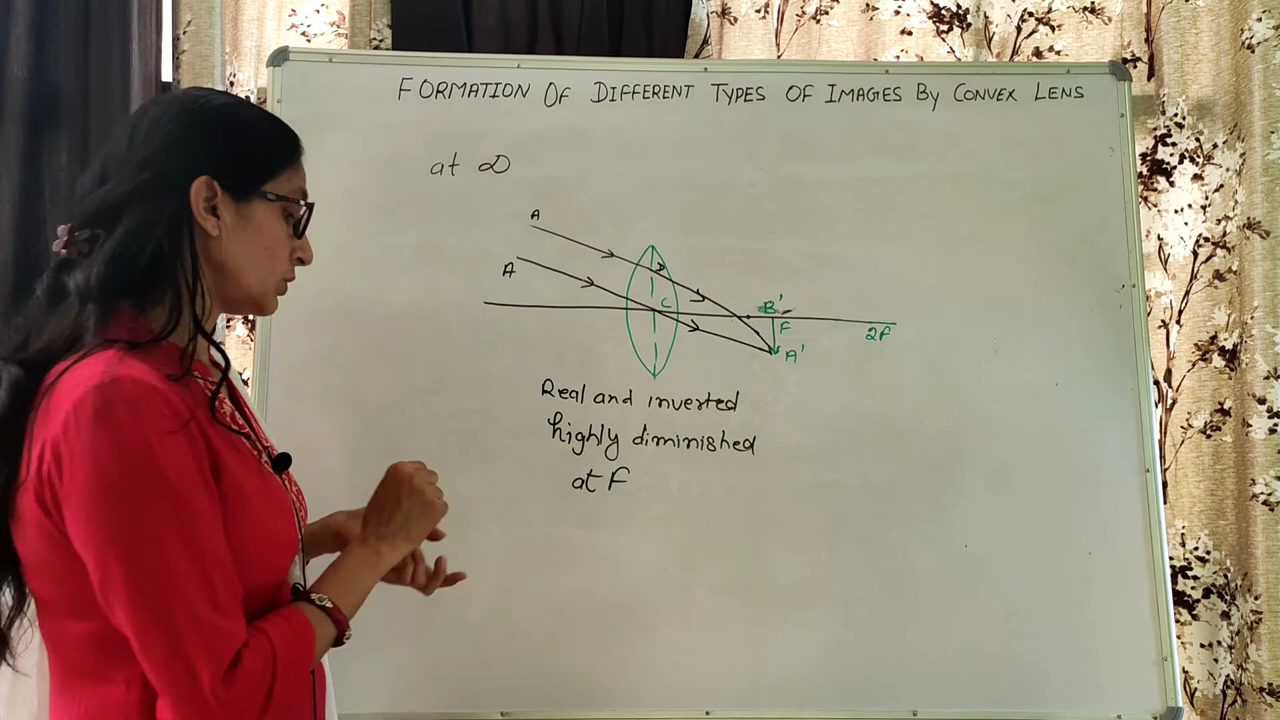 FORMATION OF DIFFERENT TYPES OF IMAGES By CONVEX LENS
at ∞
A
A
D
C
B'
F
2F
A'
Real and inverted
highly diminished
at F